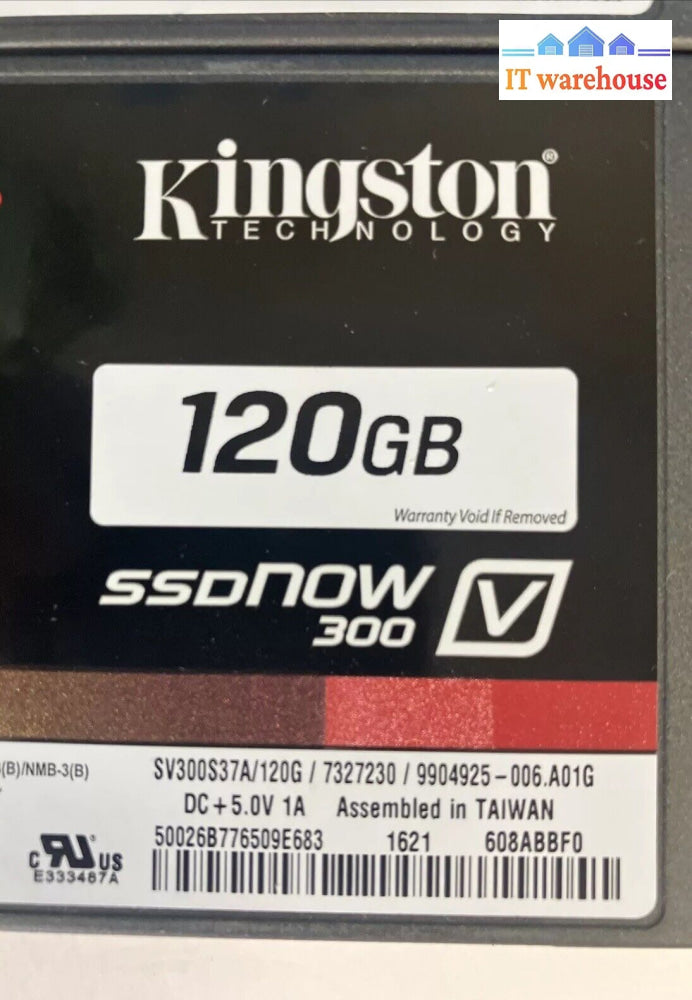 IT warehouse
Kingston®
TECHNOLOGY
120GB
Warranty Void If Removed
SSDNOW V
300
(B)/NMB-3(B)
SV300S37A/120G / 7327230 / 9904925-006.A01G
DC+5.0V 1A Assembled in TAIWAN
50026B776509E683 1621 608ABBF0
C RU US
E333487A